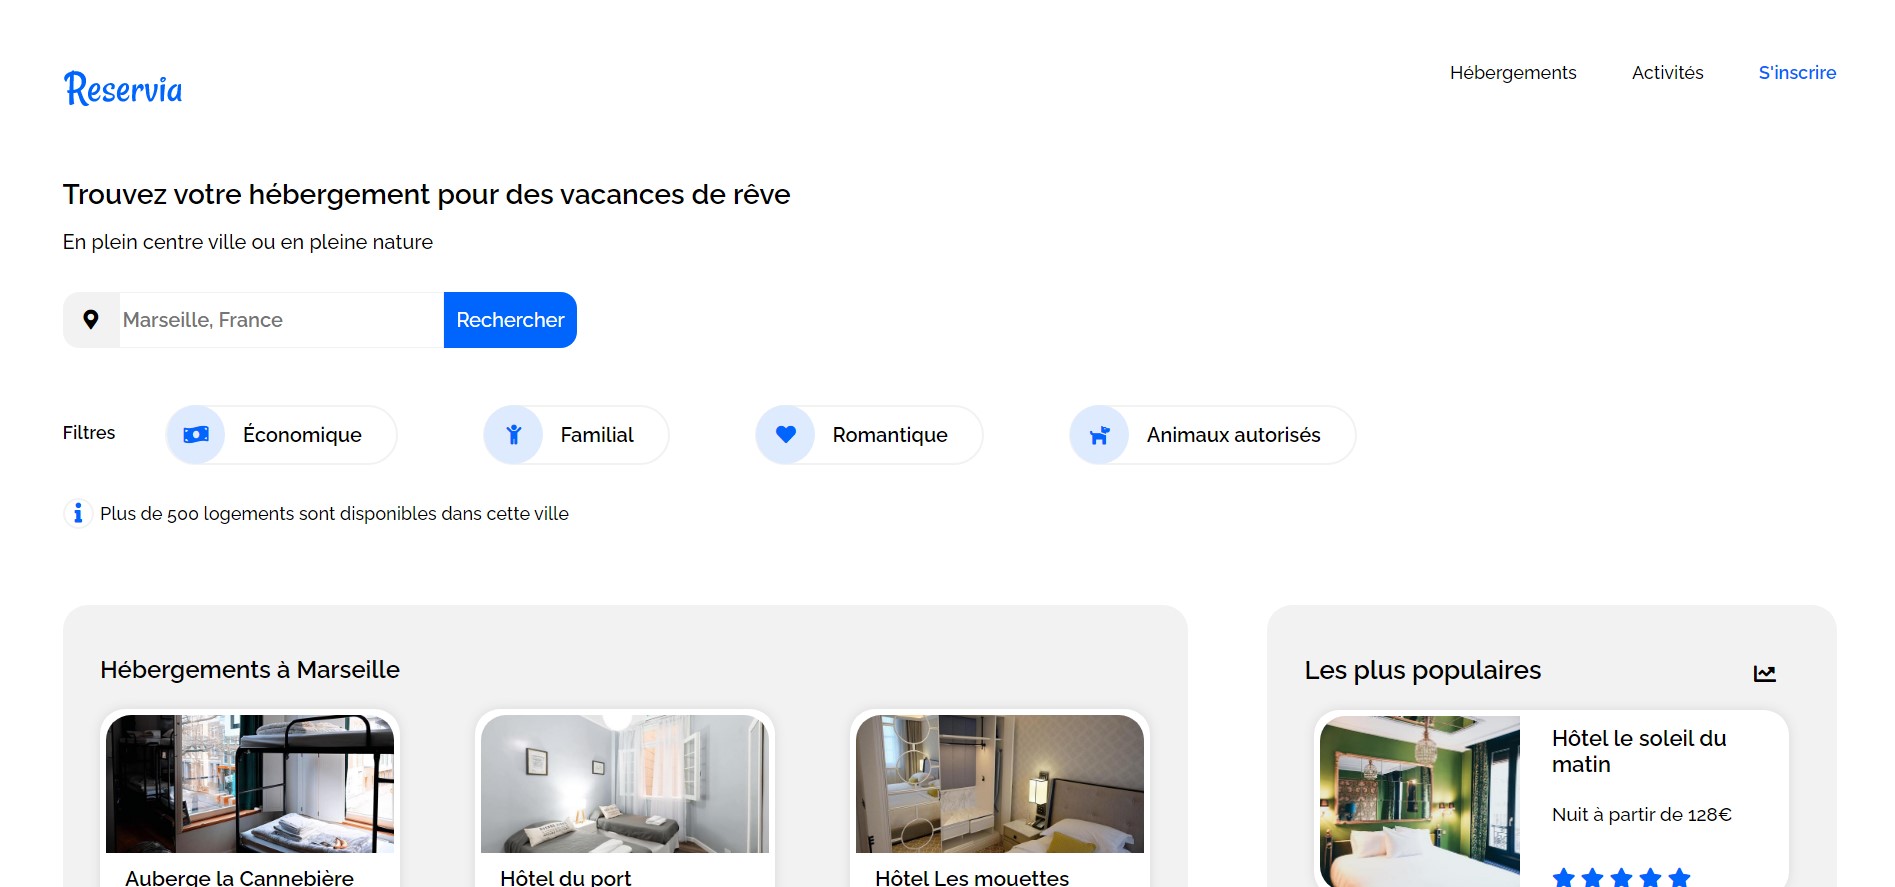 Reservia
Hébergements
Activités
S'inscrire
Trouvez votre hébergement pour des vacances de rêve
En plein centre ville ou en pleine nature
Marseille, France
Rechercher
Filtres
Économique
Familial
Romantique
Animaux autorisés
Plus de 500 logements sont disponibles dans cette ville
Hébergements à Marseille
Auberge la Cannebière
Hôtel du port
Hôtel Les mouettes
Les plus populaires
Hôtel le soleil du
matin
Nuit à partir de 128€